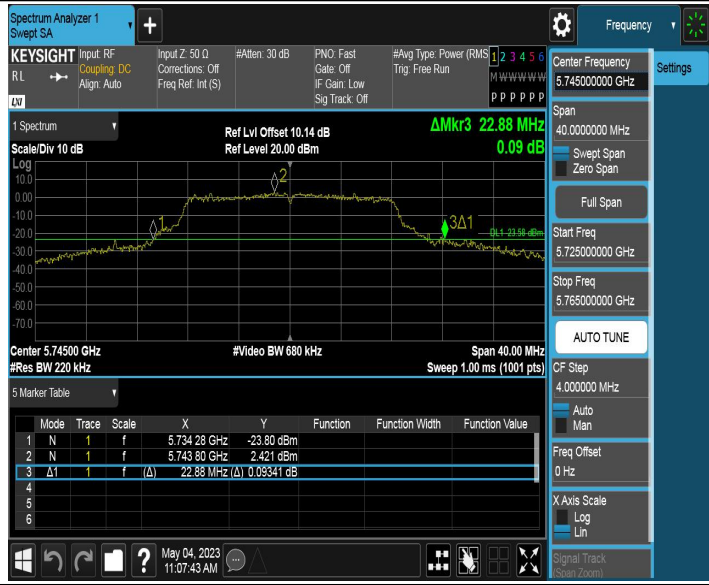 Spectrum Analyzer 1
Swept SA
+
Frequency
KEYSIGHT
RL
LXI
Input: RF
Coupling: DC
Align: Auto
Input Z: 50 Ω
Corrections: Off
Freq Ref: Int (S)
#Atten: 30 dB
PNO: Fast
Gate: Off
IF Gain: Low
Sig Track: Off
#Avg Type: Power (RMS
Trig: Free Run
1 2 3 4 5 6
M W W W W W
P P P P P P
1 Spectrum
Scale/Div 10 dB
Ref Lvl Offset 10.14 dB
Ref Level 20.00 dBm
ΔMkr3 22.88 MHz
0.09 dB
Log
10.0
0.00
-10.0
-20.0
-30.0
-40.0
-50.0
-60.0
-70.0
1
2
3Δ1
DL1 -23.58 dBm
Center 5.74500 GHz
#Res BW 220 kHz
#Video BW 680 kHz
Span 40.00 MHz
Sweep 1.00 ms (1001 pts)
5 Marker Table
Mode Trace Scale X Y Function Function Width Function Value
1 N 1 f 5.734 28 GHz -23.80 dBm
2 N 1 f 5.743 80 GHz 2.421 dBm
3 Δ1 1 f (Δ) 22.88 MHz (Δ) 0.09341 dB
4
5
6
?
May 04, 2023
11:07:43 AM
Center Frequency
5.745000000 GHz
Span
40.0000000 MHz
Swept Span
Zero Span
Full Span
Start Freq
5.725000000 GHz
Stop Freq
5.765000000 GHz
AUTO TUNE
CF Step
4.000000 MHz
Auto
Man
Freq Offset
0 Hz
X Axis Scale
Log
Lin
Signal Track
(Span Zoom)
Settings